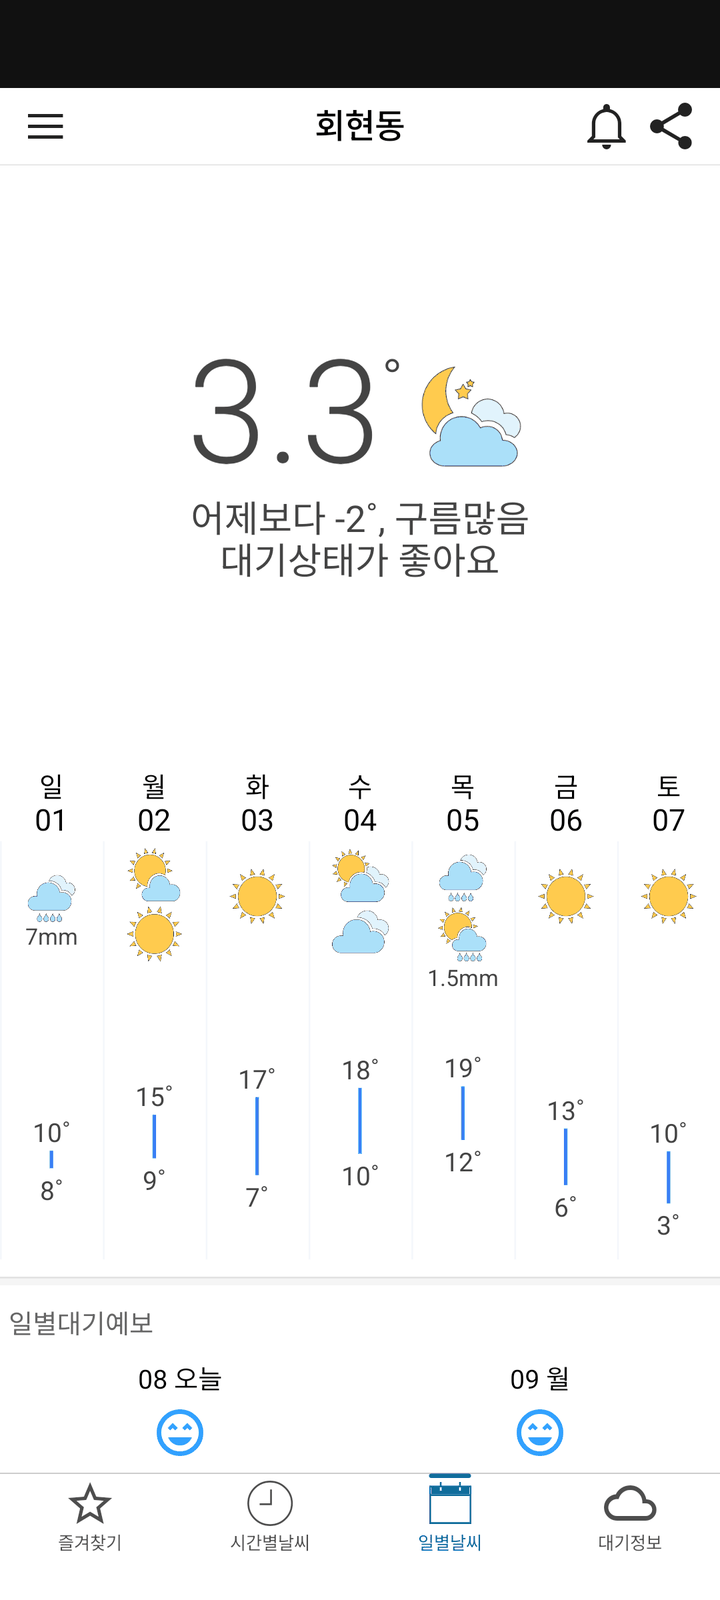 회현동
3.3°
어제보다 -2°, 구름많음
대기상태가 좋아요
일 월 화 수 목 금 토
01 02 03 04 05 06 07
7mm
1.5mm
10° 15° 17° 18° 19° 13° 10°
8° 9° 7° 10° 12° 6° 3°
일별대기예보
08 오늘 09 월
즐겨찾기 시간별날씨 일별날씨 대기정보